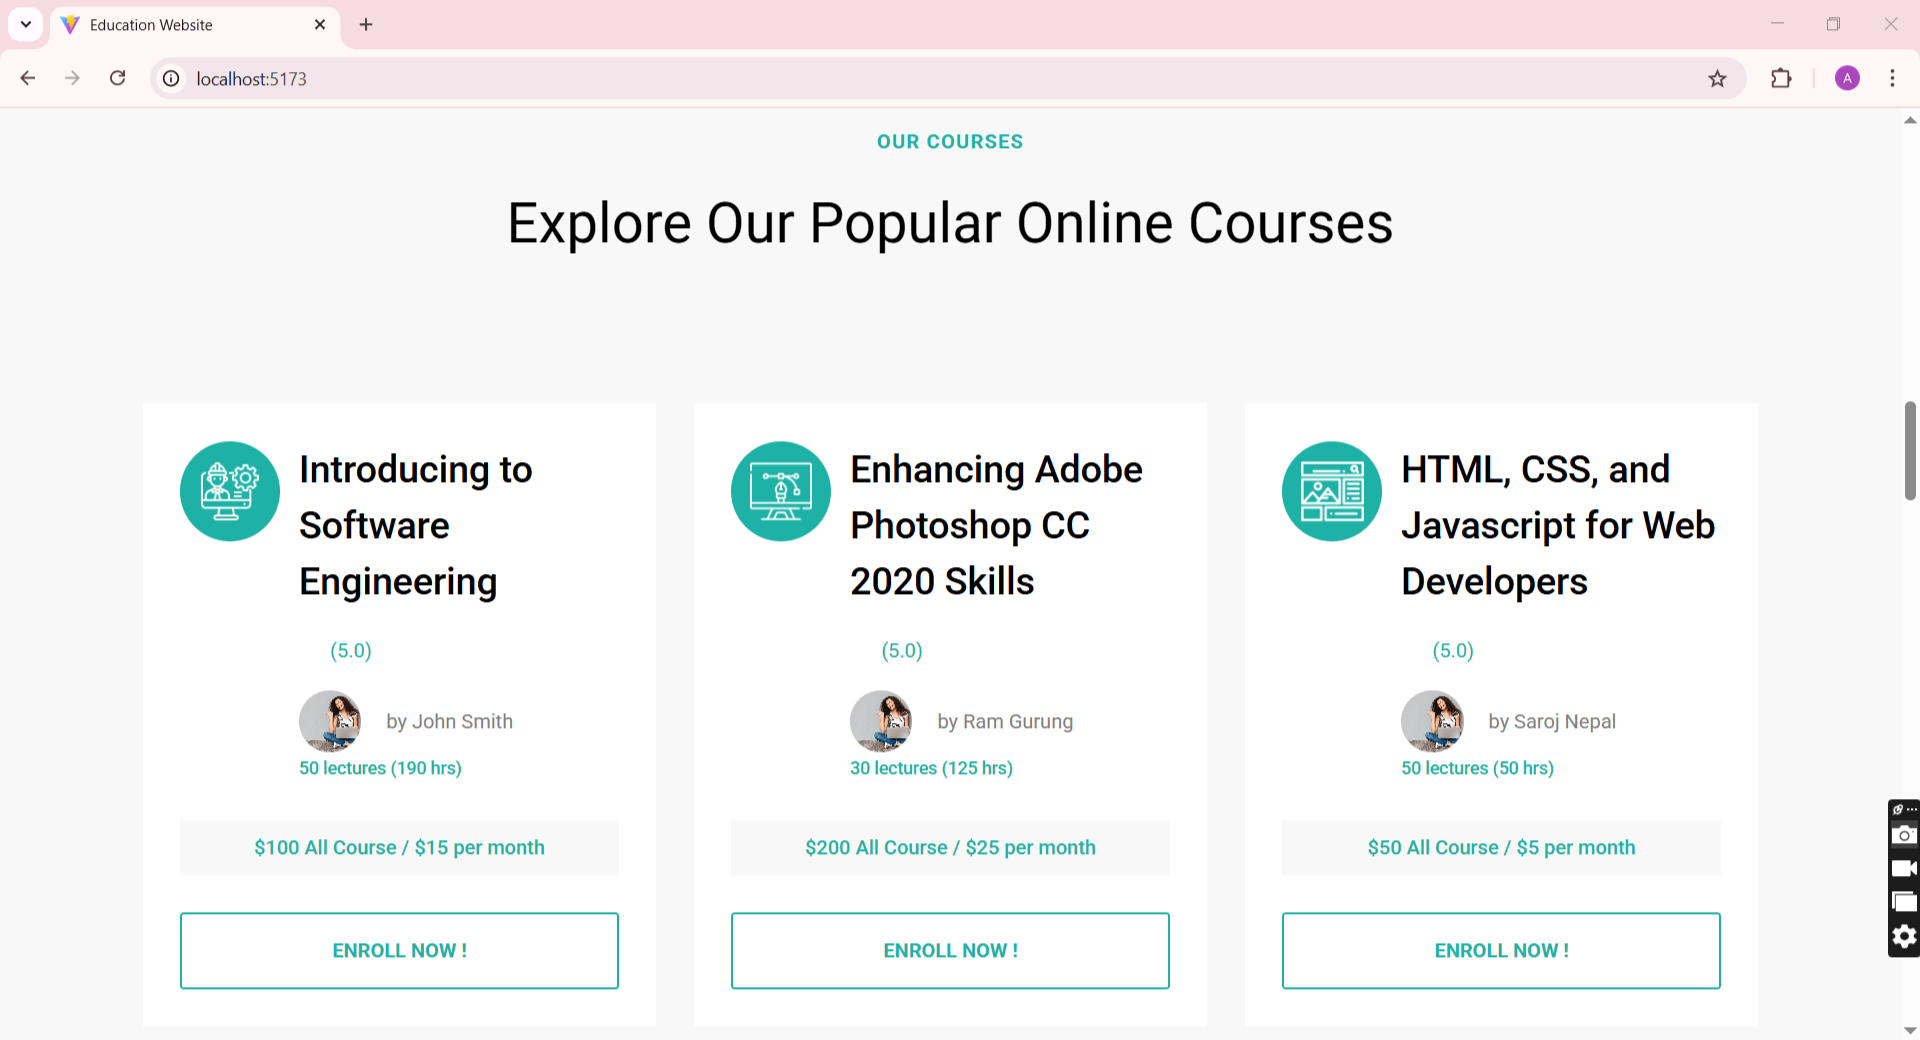 Education Website
localhost:5173
A
OUR COURSES
Explore Our Popular Online Courses
Introducing to
Software
Engineering
(5.0)
by John Smith
50 lectures (190 hrs)
$100 All Course / $15 per month
ENROLL NOW !
Enhancing Adobe
Photoshop CC
2020 Skills
(5.0)
by Ram Gurung
30 lectures (125 hrs)
$200 All Course / $25 per month
ENROLL NOW !
HTML, CSS, and
Javascript for Web
Developers
(5.0)
by Saroj Nepal
50 lectures (50 hrs)
$50 All Course / $5 per month
ENROLL NOW !